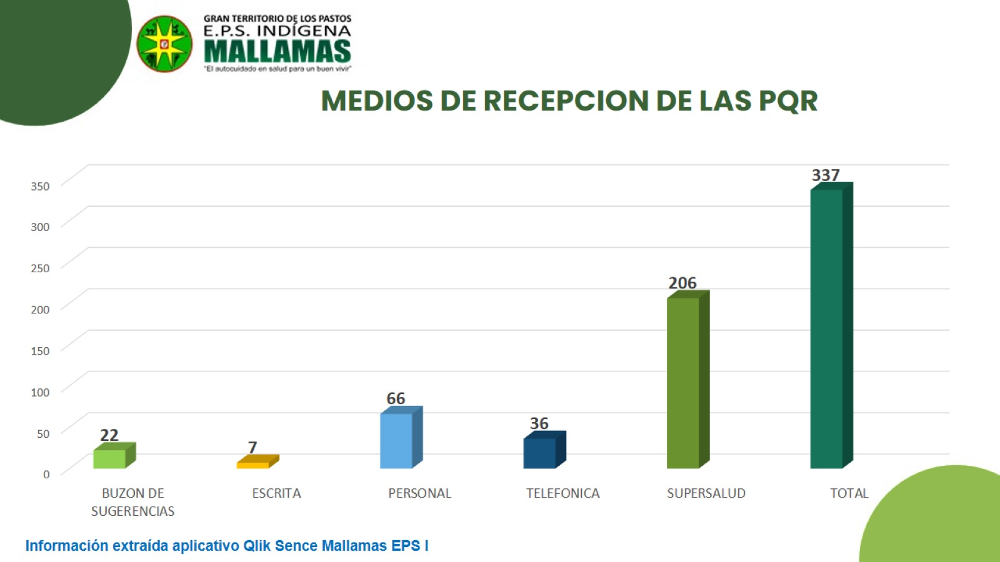 GRAN TERRITORIO DE LOS PASTOS
E.P.S. INDÍGENA
MALLAMAS
"El autocuidado en salud para un buen vivir"
MEDIOS DE RECEPCION DE LAS PQR
350
300
250
200
150
100
50
0
22
7
66
36
206
337
BUZON DE
SUGERENCIAS
ESCRITA
PERSONAL
TELEFONICA
SUPERSALUD
TOTAL
Información extraída aplicativo Qlik Sence Mallamas EPS I